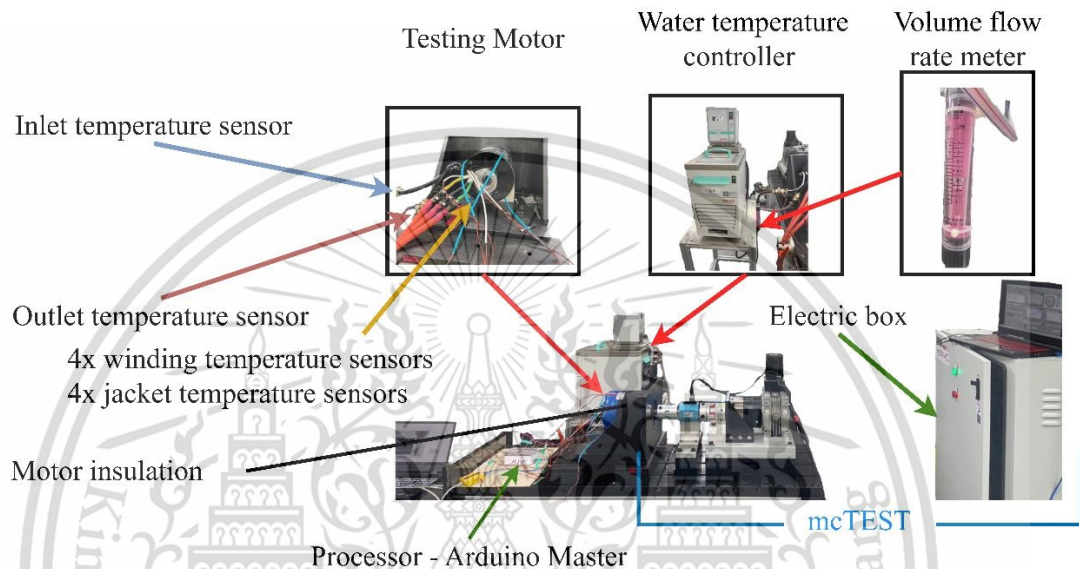 Testing Motor
Water temperature
controller
Volume flow
rate meter
Inlet temperature sensor
Outlet temperature sensor
4x winding temperature sensors
4x jacket temperature sensors
Electric box
Motor insulation
mcTEST
Processor - Arduino Master